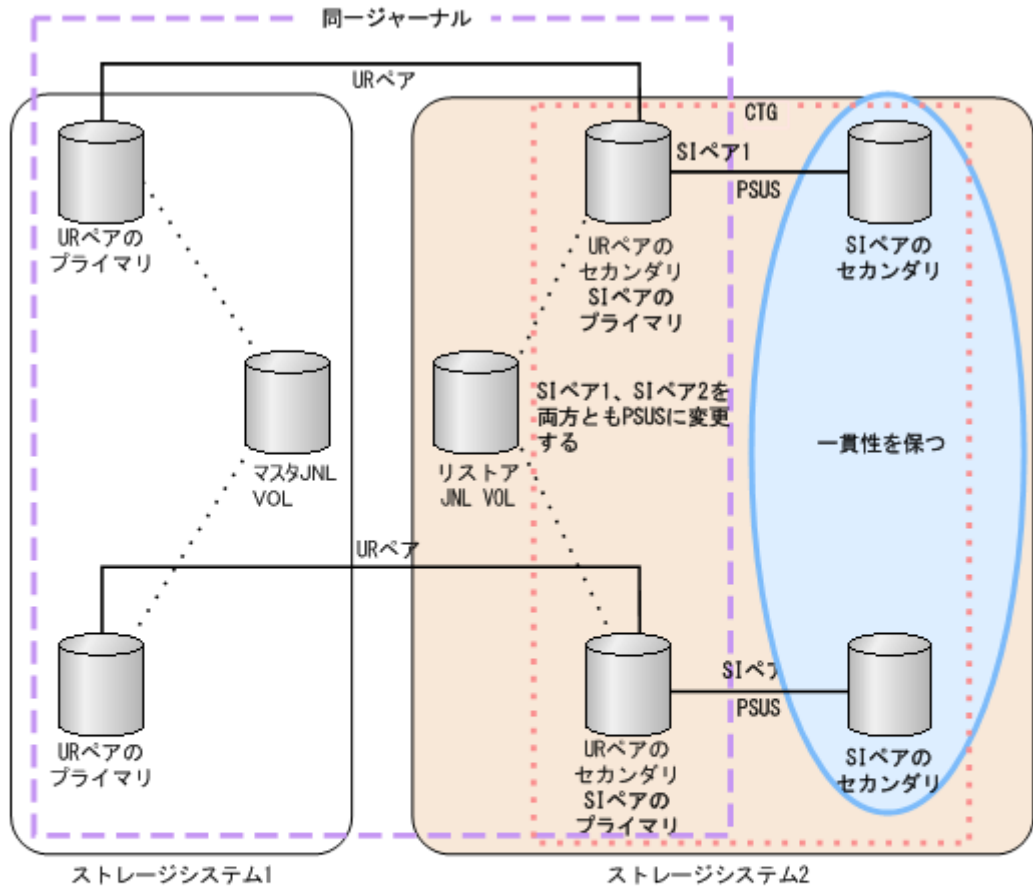 同一ジャーナル
URペア
CTG
SIペア1
PSUS
URペアの
プライマリ
URペアの
セカンダリ
SIペアの
プライマリ
SIペアの
セカンダリ
SIペア1、SIペア2を
両方ともPSUSに変更
する
一貫性を保つ
マスタJNL
VOL
リストア
JNL VOL
URペア
SIペア
PSUS
URペアの
プライマリ
URペアの
セカンダリ
SIペアの
プライマリ
SIペアの
セカンダリ
ストレージシステム1
ストレージシステム2